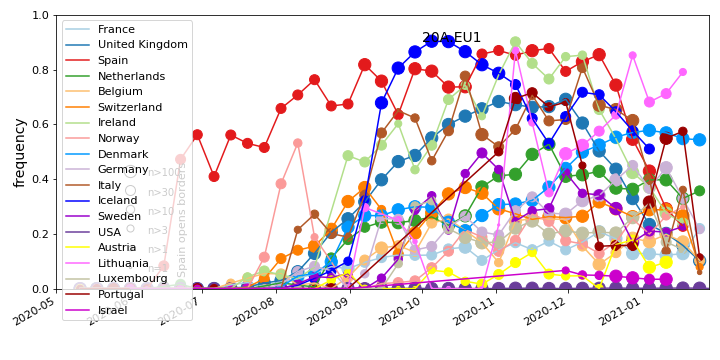 20A.EU1
frequency
1.0
0.8
0.6
0.4
0.2
0.0
2020-05
2020-07
2020-08
2020-09
2020-10
2020-11
2020-12
2021-01
France
United Kingdom
Spain
Netherlands
Belgium
Switzerland
Ireland
Norway
Denmark
Germany
Italy
Iceland
Sweden
USA
Austria
Lithuania
Luxembourg
Portugal
Israel
n>100
n>30
n>10
n>3
n>1
Spain opens borders